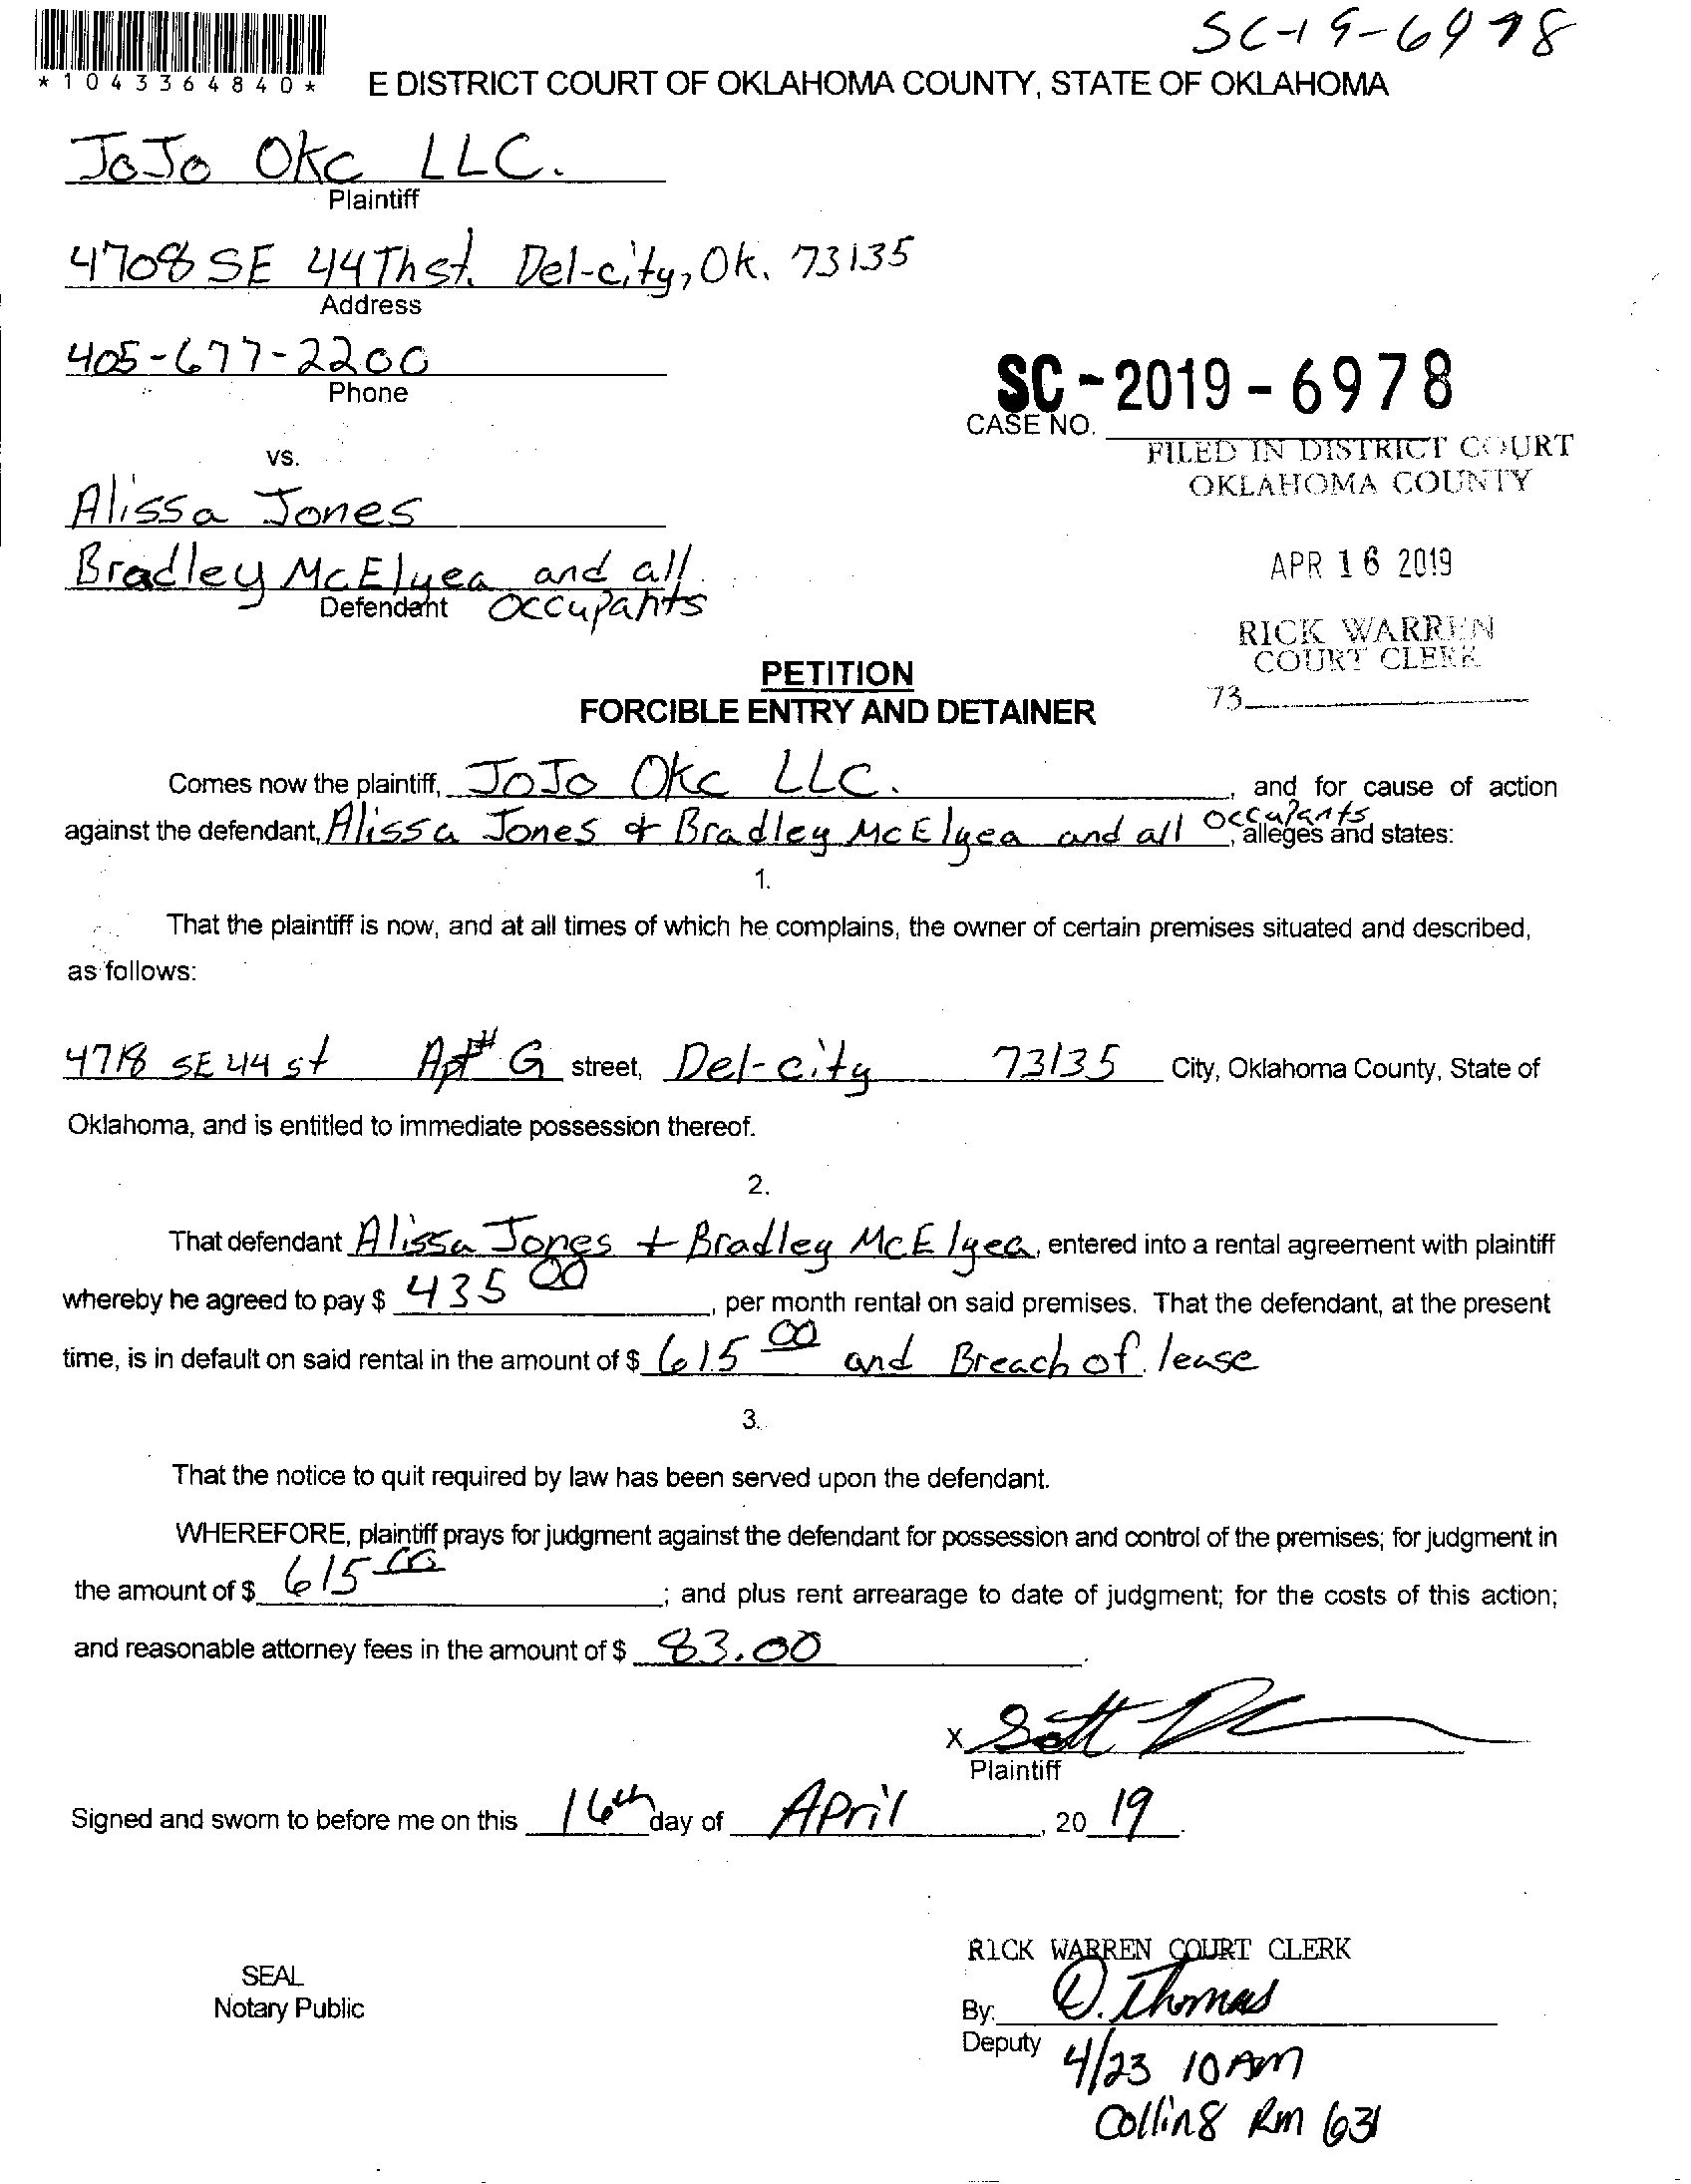 SC-19-6978
*1043364840*
E DISTRICT COURT OF OKLAHOMA COUNTY, STATE OF OKLAHOMA
JoJo OKC LLC.
Plaintiff
4708 SE 44Th st. Del-city, Ok. 73135
Address
405-677-2200
Phone
SC-2019-6978
CASE NO.
FILED IN DISTRICT COURT
OKLAHOMA COUNTY
vs.
Alissa Jones
APR 16 2019
Bradley McElyea and all
Defendant occupants
RICK WARREN
COURT CLERK
73
PETITION
FORCIBLE ENTRY AND DETAINER
Comes now the plaintiff, JoJo OKC LLC. , and for cause of action
against the defendant, Alissa Jones & Bradley McElyea and all occupants, alleges and states:
1.
That the plaintiff is now, and at all times of which he complains, the owner of certain premises situated and described,
as follows:
4718 SE 44 st Apt# G street, Del-city 73135 City, Oklahoma County, State of
Oklahoma, and is entitled to immediate possession thereof.
2.
That defendant Alissa Jones + Bradley McElyea, entered into a rental agreement with plaintiff
whereby he agreed to pay $ 435 00 , per month rental on said premises. That the defendant, at the present
time, is in default on said rental in the amount of $ 615 00 and Breach of lease
3.
That the notice to quit required by law has been served upon the defendant.
WHEREFORE, plaintiff prays for judgment against the defendant for possession and control of the premises; for judgment in
the amount of $ 615 00 ; and plus rent arrearage to date of judgment; for the costs of this action;
and reasonable attorney fees in the amount of $ 83.00 .
X Scott
Plaintiff
Signed and sworn to before me on this 16th day of April , 20 19 .
RICK WARREN COURT CLERK
SEAL
Notary Public
By: D. Thomas
Deputy
4/23 10 AM
Collins Rm 631